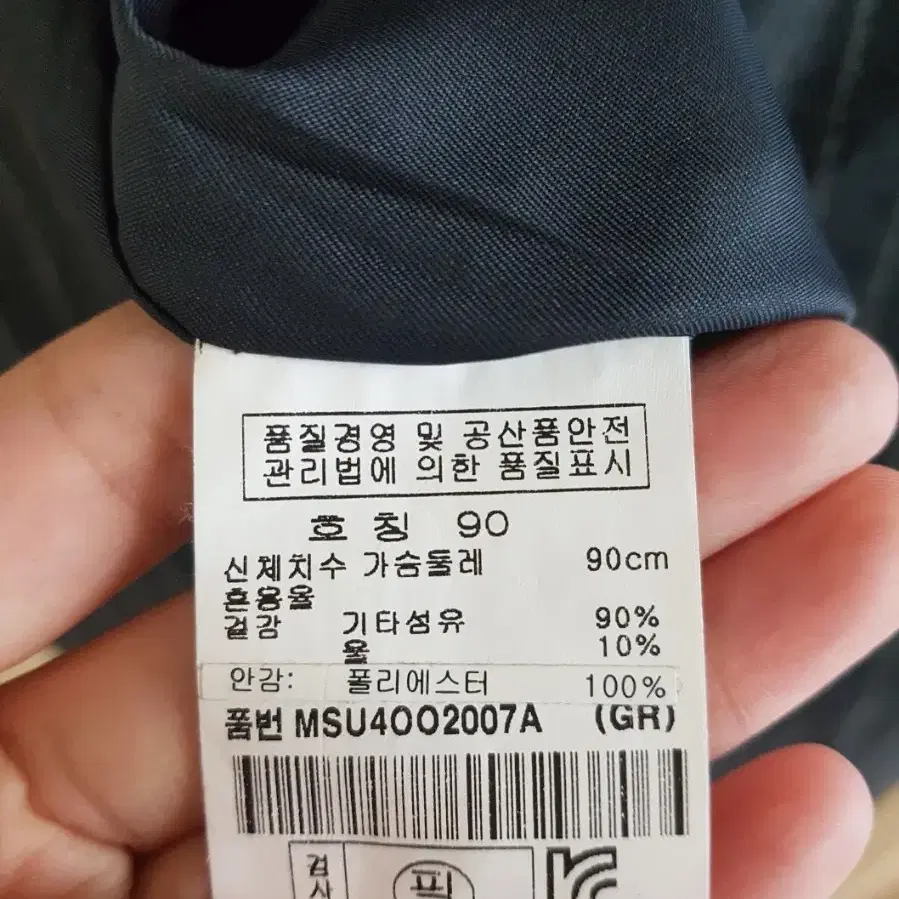 품질경영 및 공산품안전
관리법에 의한 품질표시
호 칭 90
신체치수 가슴둘레 90cm
혼용율
겉감 기타섬유 90%
울 10%
안감: 폴리에스터 100%
품번 MSU4002007A (GR)
검사
픽